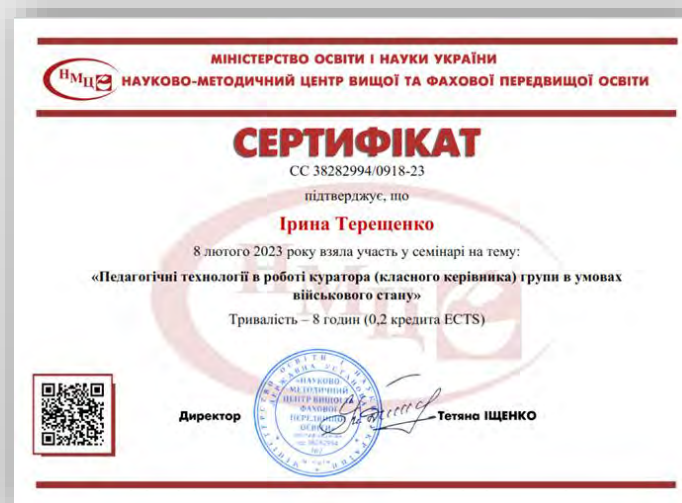 МІНІСТЕРСТВО ОСВІТИ І НАУКИ УКРАЇНИ
НМЦ
НАУКОВО-МЕТОДИЧНИЙ ЦЕНТР ВИЩОЇ ТА ФАХОВОЇ ПЕРЕДВИЩОЇ ОСВІТИ
СЕРТИФІКАТ
СС 38282994/0918-23
підтверджує, що
Ірина Терещенко
8 лютого 2023 року взяла участь у семінарі на тему:
«Педагогічні технології в роботі куратора (класного керівника) групи в умовах
військового стану»
Тривалість – 8 годин (0,2 кредита ECTS)
Директор
Тетяна ІЩЕНКО